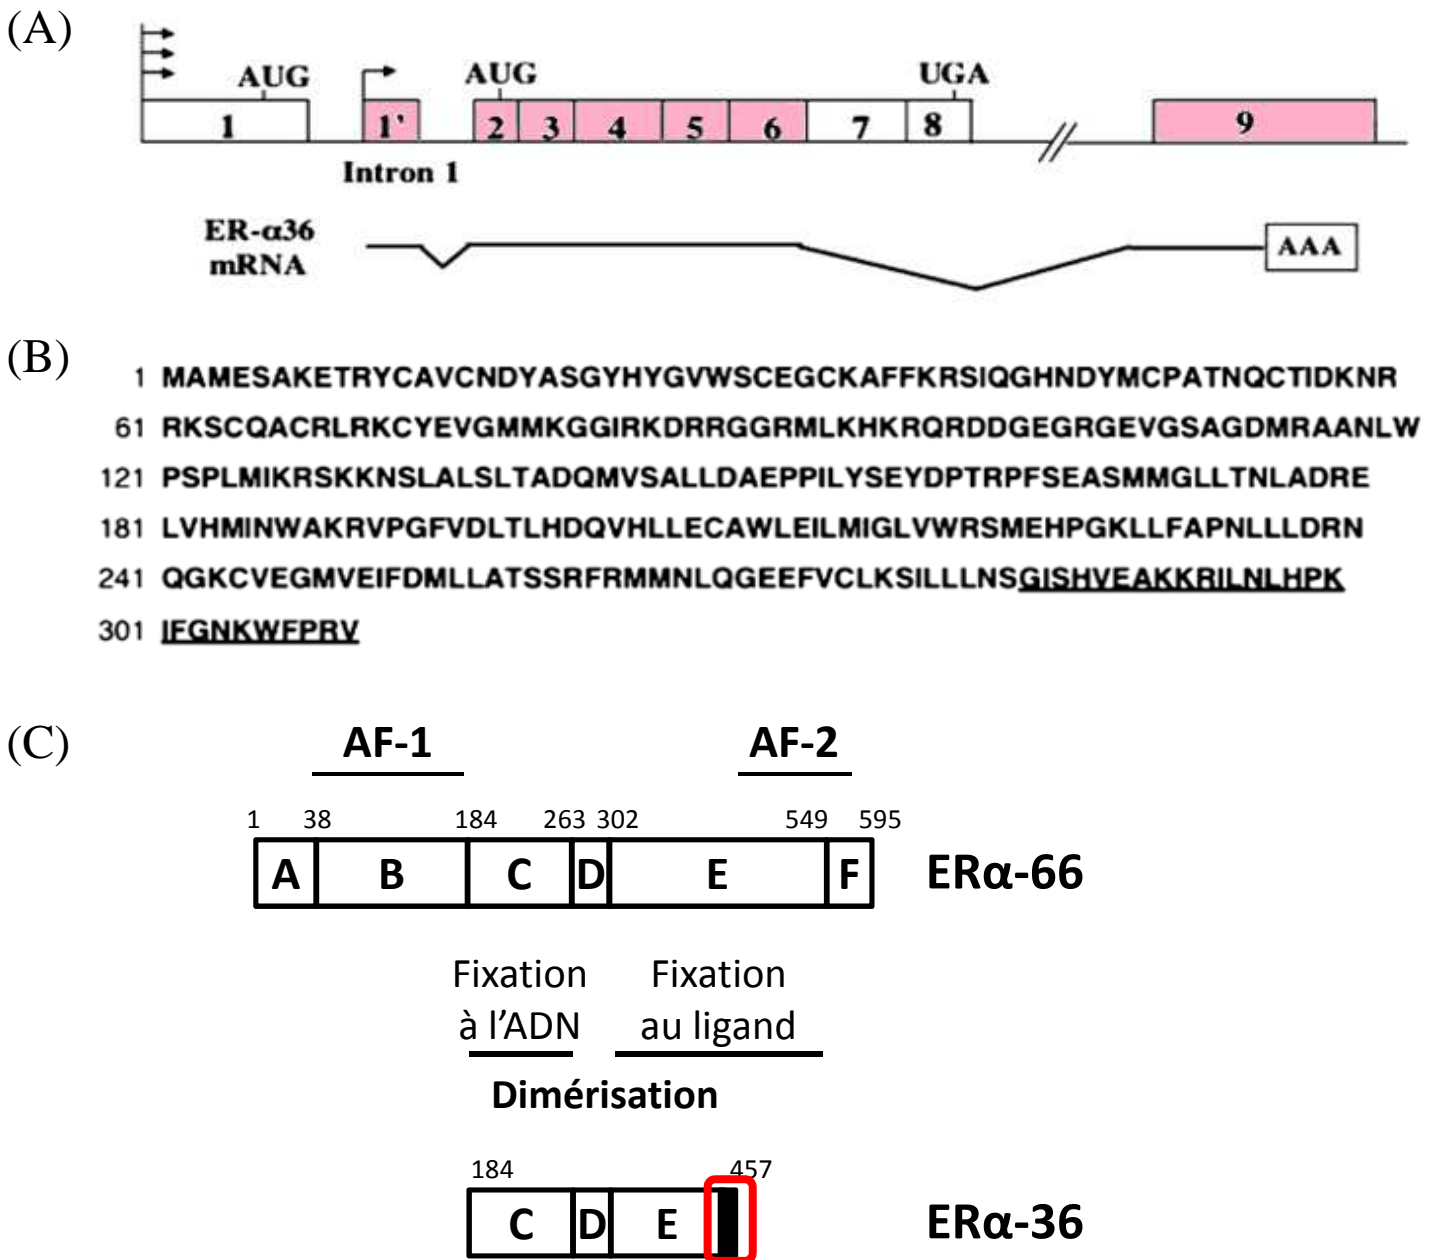 (A)
AUG AUG UGA
1 1' 2 3 4 5 6 7 8 9
Intron 1
ER-α36
mRNA
AAA
(B)
1 MAMESAKETRYCAVCNDYASGYHYGVWSCEGCKAFFKRSIQGHNDYMCPATNQCTIDKNR
61 RKSCQACRLRKCYEVGMMKGGIRKDRRGGRMLKHKRQRDDGEGRGEVGSAGDMRAANLW
121 PSPLMIKRSKKNSLALSLTADQMVSALLDAEPPILYSEYDPTRPFSEASMMGLLTNLADRE
181 LVHMINWAKRVPGFVDLTLHDQVHLLECAWLEILMIGLVWRSMEHPGKLLFAPNLLLDRN
241 QGKCVEGMVEIFDMLLATSSRFRMMNLQGEEFVCLKSILLLNSGISHVEAKKRILNLHPK
301 IFGNKWFPRV
(C)
AF-1 AF-2
1 38 184 263 302 549 595
A B C D E F ERα-66
Fixation Fixation
à l'ADN au ligand
Dimérisation
184 457
C D E ERα-36